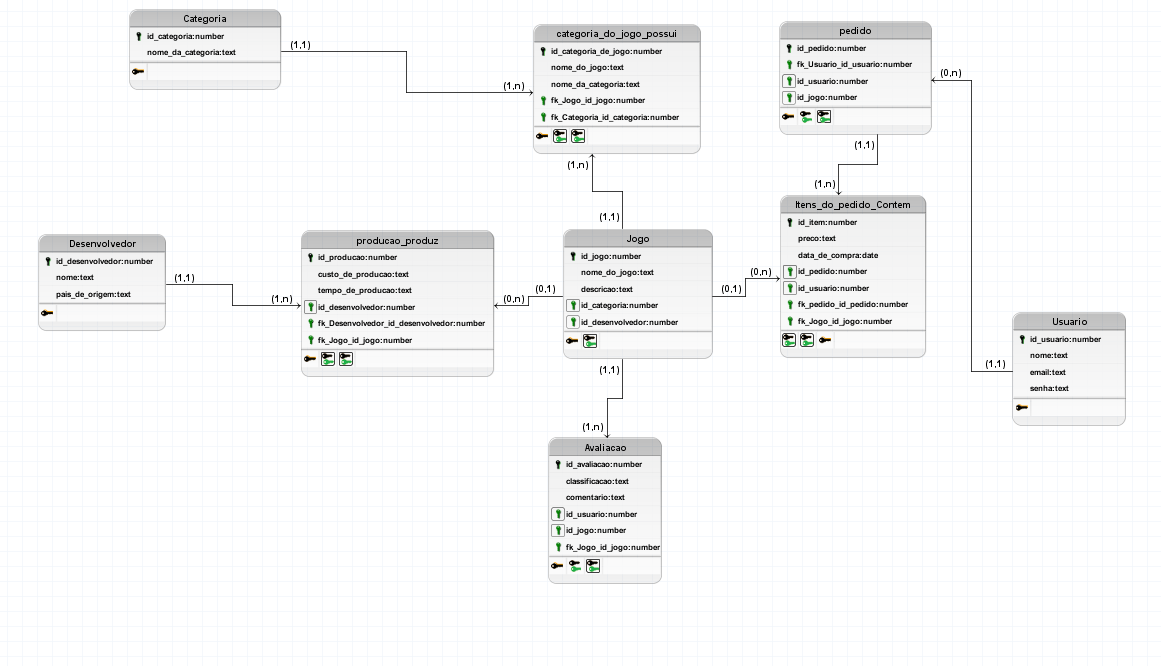 Categoria
id_categoria:number
nome_da_categoria:text
(1,1)
(1,n)
categoria_do_jogo_possui
id_categoria_de_jogo:number
nome_do_jogo:text
nome_da_categoria:text
fk_Jogo_id_jogo:number
fk_Categoria_id_categoria:number
(1,n)
(1,1)
pedido
id_pedido:number
fk_Usuario_id_usuario:number
id_usuario:number
id_jogo:number
(0,n)
(1,1)
(1,n)
Itens_do_pedido_Contem
id_item:number
preco:text
data_de_compra:date
id_pedido:number
id_usuario:number
fk_pedido_id_pedido:number
fk_Jogo_id_jogo:number
Desenvolvedor
id_desenvolvedor:number
nome:text
pais_de_origem:text
(1,1)
(1,n)
producao_produz
id_producao:number
custo_de_producao:text
tempo_de_producao:text
id_desenvolvedor:number
fk_Desenvolvedor_id_desenvolvedor:number
fk_Jogo_id_jogo:number
(0,n)
(0,1)
Jogo
id_jogo:number
nome_do_jogo:text
descricao:text
id_categoria:number
id_desenvolvedor:number
(0,1)
(0,n)
(1,1)
(1,n)
Usuario
id_usuario:number
nome:text
email:text
senha:text
(1,1)
Avaliacao
id_avaliacao:number
classificacao:text
comentario:text
id_usuario:number
id_jogo:number
fk_Jogo_id_jogo:number